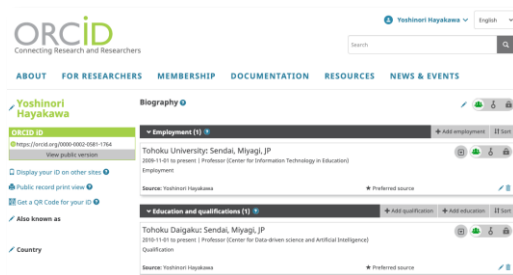 Yoshinori Hayakawa
English
ORCID
Connecting Research and Researchers
Search
ABOUT FOR RESEARCHERS MEMBERSHIP DOCUMENTATION RESOURCES NEWS & EVENTS
Yoshinori
Hayakawa
ORCID iD
iD https://orcid.org/0000-0002-0581-1764
View public version
Display your ID on other sites
Public record print view
Get a QR Code for your iD
Also known as
Country
Biography
Employment (1)
+ Add employment Sort
Tohoku University: Sendai, Miyagi, JP
2009-11-01 to present | Professor (Center for Information Technology in Education)
Employment
Source: Yoshinori Hayakawa ★ Preferred source
Education and qualifications (1)
+ Add qualification + Add education Sort
Tohoku Daigaku: Sendai, Miyagi, JP
2010-11-01 to present | Professor (Center for Data-driven science and Artificial Intelligence)
Qualification
Source: Yoshinori Hayakawa ★ Preferred source